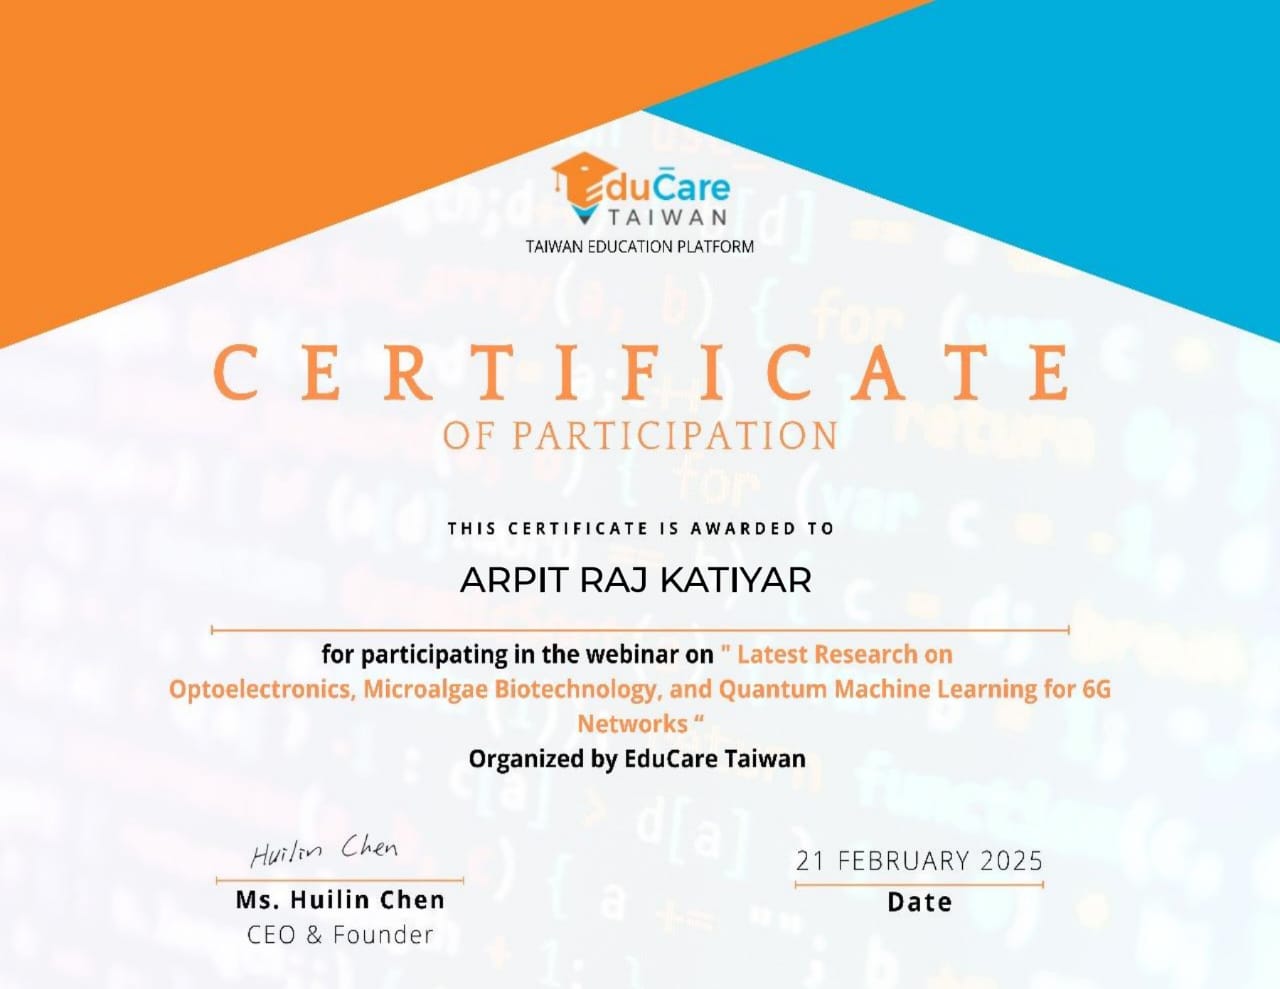 EduCare
TAIWAN
TAIWAN EDUCATION PLATFORM
CERTIFICATE
OF PARTICIPATION
THIS CERTIFICATE IS AWARDED TO
ARPIT RAJ KATIYAR
for participating in the webinar on " Latest Research on
Optoelectronics, Microalgae Biotechnology, and Quantum Machine Learning for 6G
Networks “
Organized by EduCare Taiwan
Huilin Chen
Ms. Huilin Chen
CEO & Founder
21 FEBRUARY 2025
Date